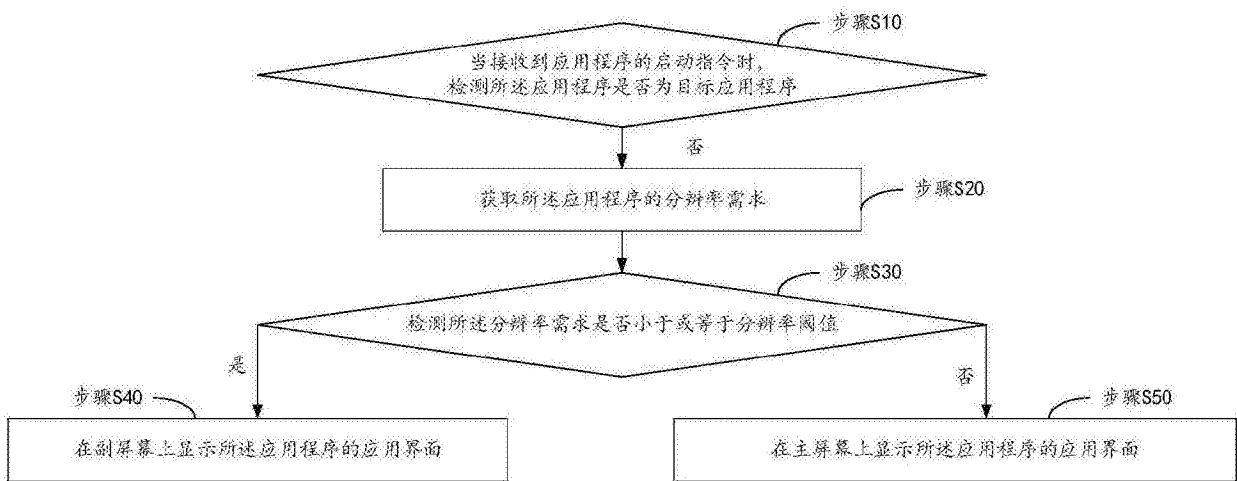 步骤S10
当接收到应用程序的启动指令时，
检测所述应用程序是否为目标应用程序
否
获取所述应用程序的分辨率需求
步骤S20
步骤S30
检测所述分辨率需求是否小于或等于分辨率阈值
是
否
步骤S40
步骤S50
在副屏幕上显示所述应用程序的应用界面
在主屏幕上显示所述应用程序的应用界面